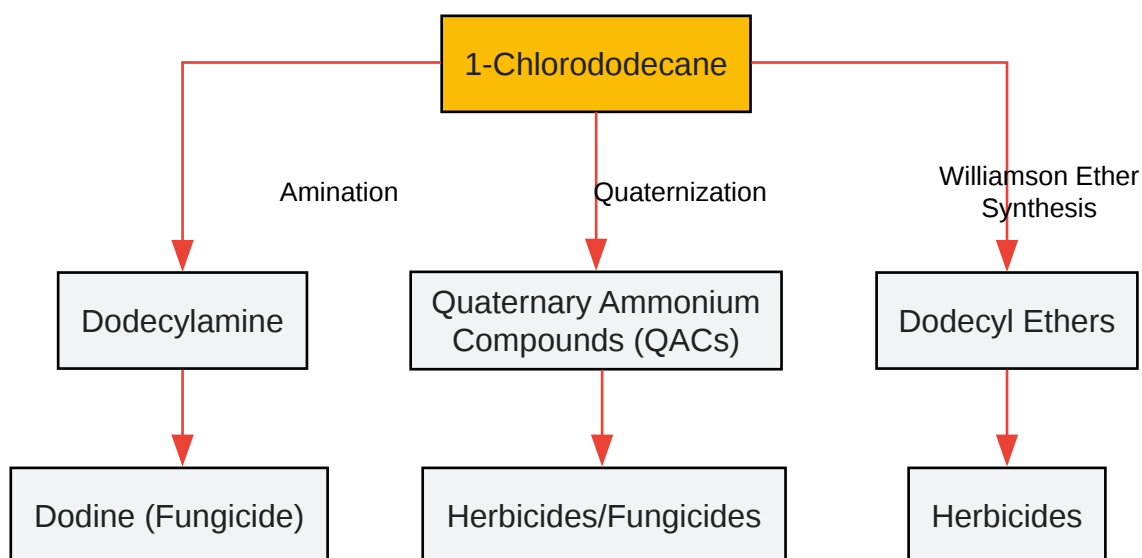 1-Chlorododecane
Amination
Quaternization
Williamson Ether
Synthesis
Dodecylamine
Quaternary Ammonium
Compounds (QACs)
Dodecyl Ethers
Dodine (Fungicide)
Herbicides/Fungicides
Herbicides